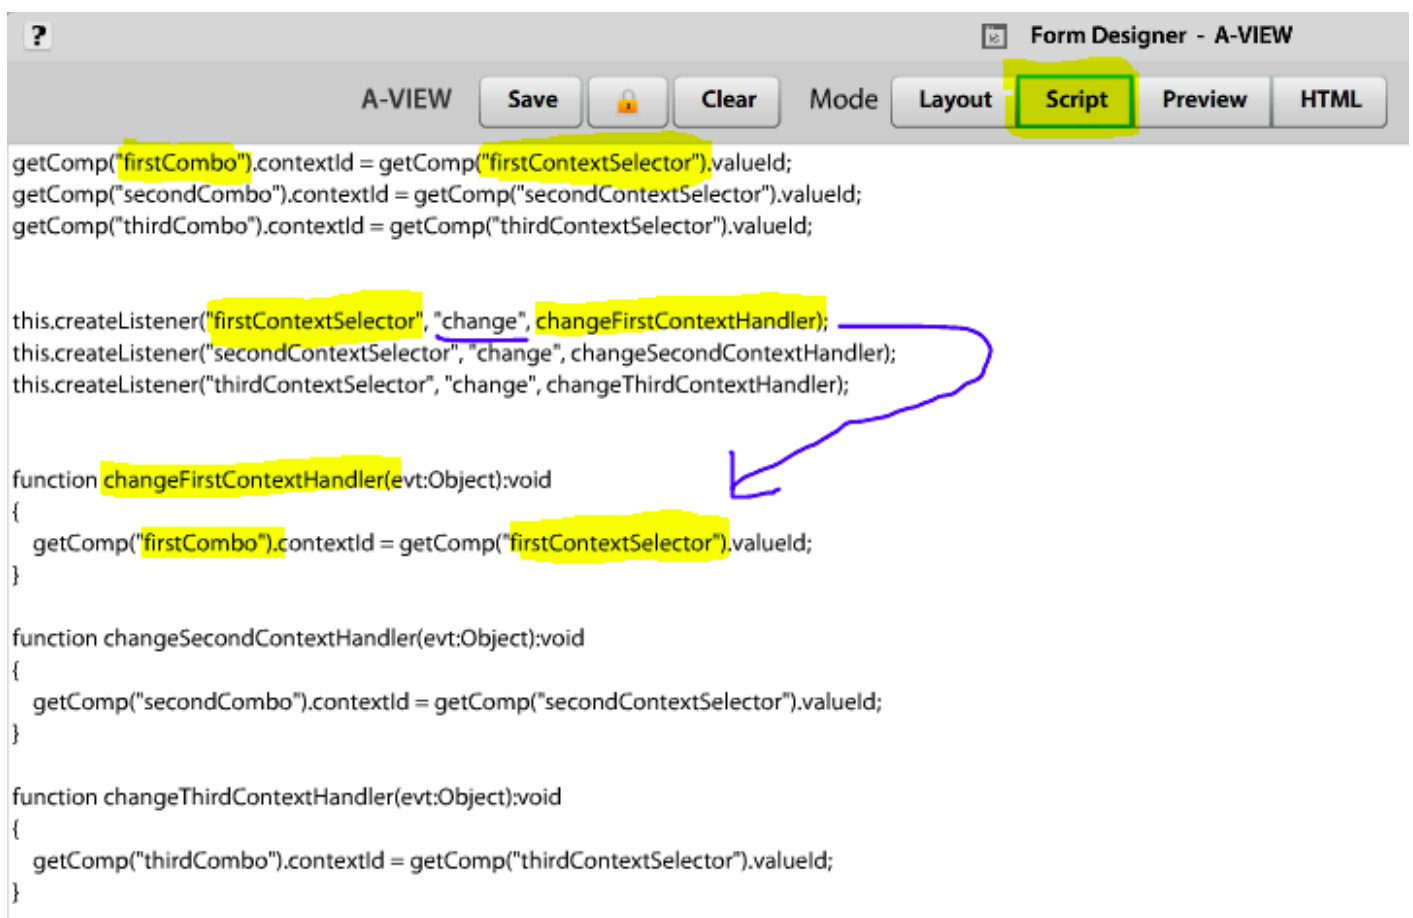 ?
Form Designer - A-VIEW
A-VIEW Save Clear Mode Layout Script Preview HTML
getComp("firstCombo").contextId = getComp("firstContextSelector").valueId;
getComp("secondCombo").contextId = getComp("secondContextSelector").valueId;
getComp("thirdCombo").contextId = getComp("thirdContextSelector").valueId;
this.createListener("firstContextSelector", "change", changeFirstContextHandler);
this.createListener("secondContextSelector", "change", changeSecondContextHandler);
this.createListener("thirdContextSelector", "change", changeThirdContextHandler);
function changeFirstContextHandler(evt:Object):void
{
getComp("firstCombo").contextId = getComp("firstContextSelector").valueId;
}
function changeSecondContextHandler(evt:Object):void
{
getComp("secondCombo").contextId = getComp("secondContextSelector").valueId;
}
function changeThirdContextHandler(evt:Object):void
{
getComp("thirdCombo").contextId = getComp("thirdContextSelector").valueId;
}